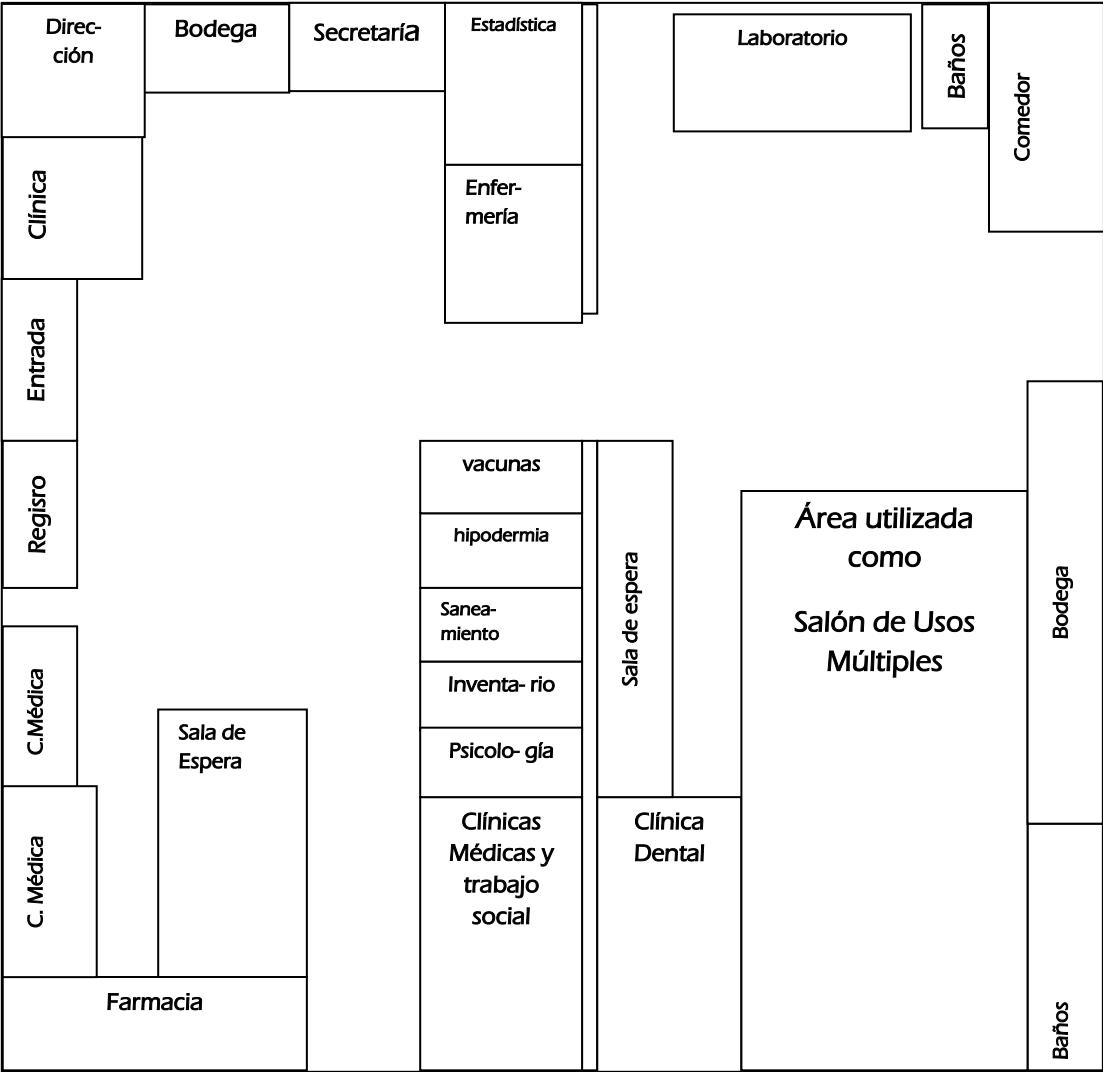 Direc-
ción
Bodega
Secretaría
Estadística
Laboratorio
Baños
Comedor
Clínica
Enfer-
mería
Entrada
Regisro
vacunas
hipodermia
Sanea-
miento
Inventa- rio
Psicolo- gía
Sala de espera
Área utilizada
como
Salón de Usos
Múltiples
Bodega
C.Médica
Sala de
Espera
C. Médica
Clínicas
Médicas y
trabajo
social
Clínica
Dental
Farmacia
Baños